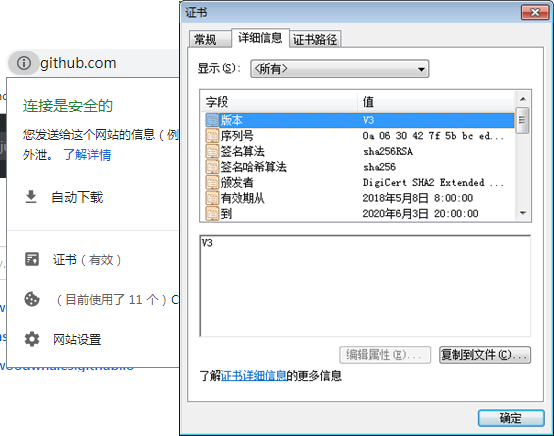 github.com
连接是安全的
您发送给这个网站的信息（例
外泄。 了解详情
自动下载
证书（有效）
（目前使用了 11 个）C
网站设置
证书
常规
详细信息
证书路径
显示(S): <所有>
字段 值
版本 V3
序列号 0a 06 30 42 7f 5b bc ed...
签名算法 sha256RSA
签名哈希算法 sha256
颁发者 DigiCert SHA2 Extended ...
有效期从 2018年5月8日 8:00:00
到 2020年6月3日 20:00:00
V3
编辑属性(E)...
复制到文件(C)...
了解证书详细信息的更多信息
确定